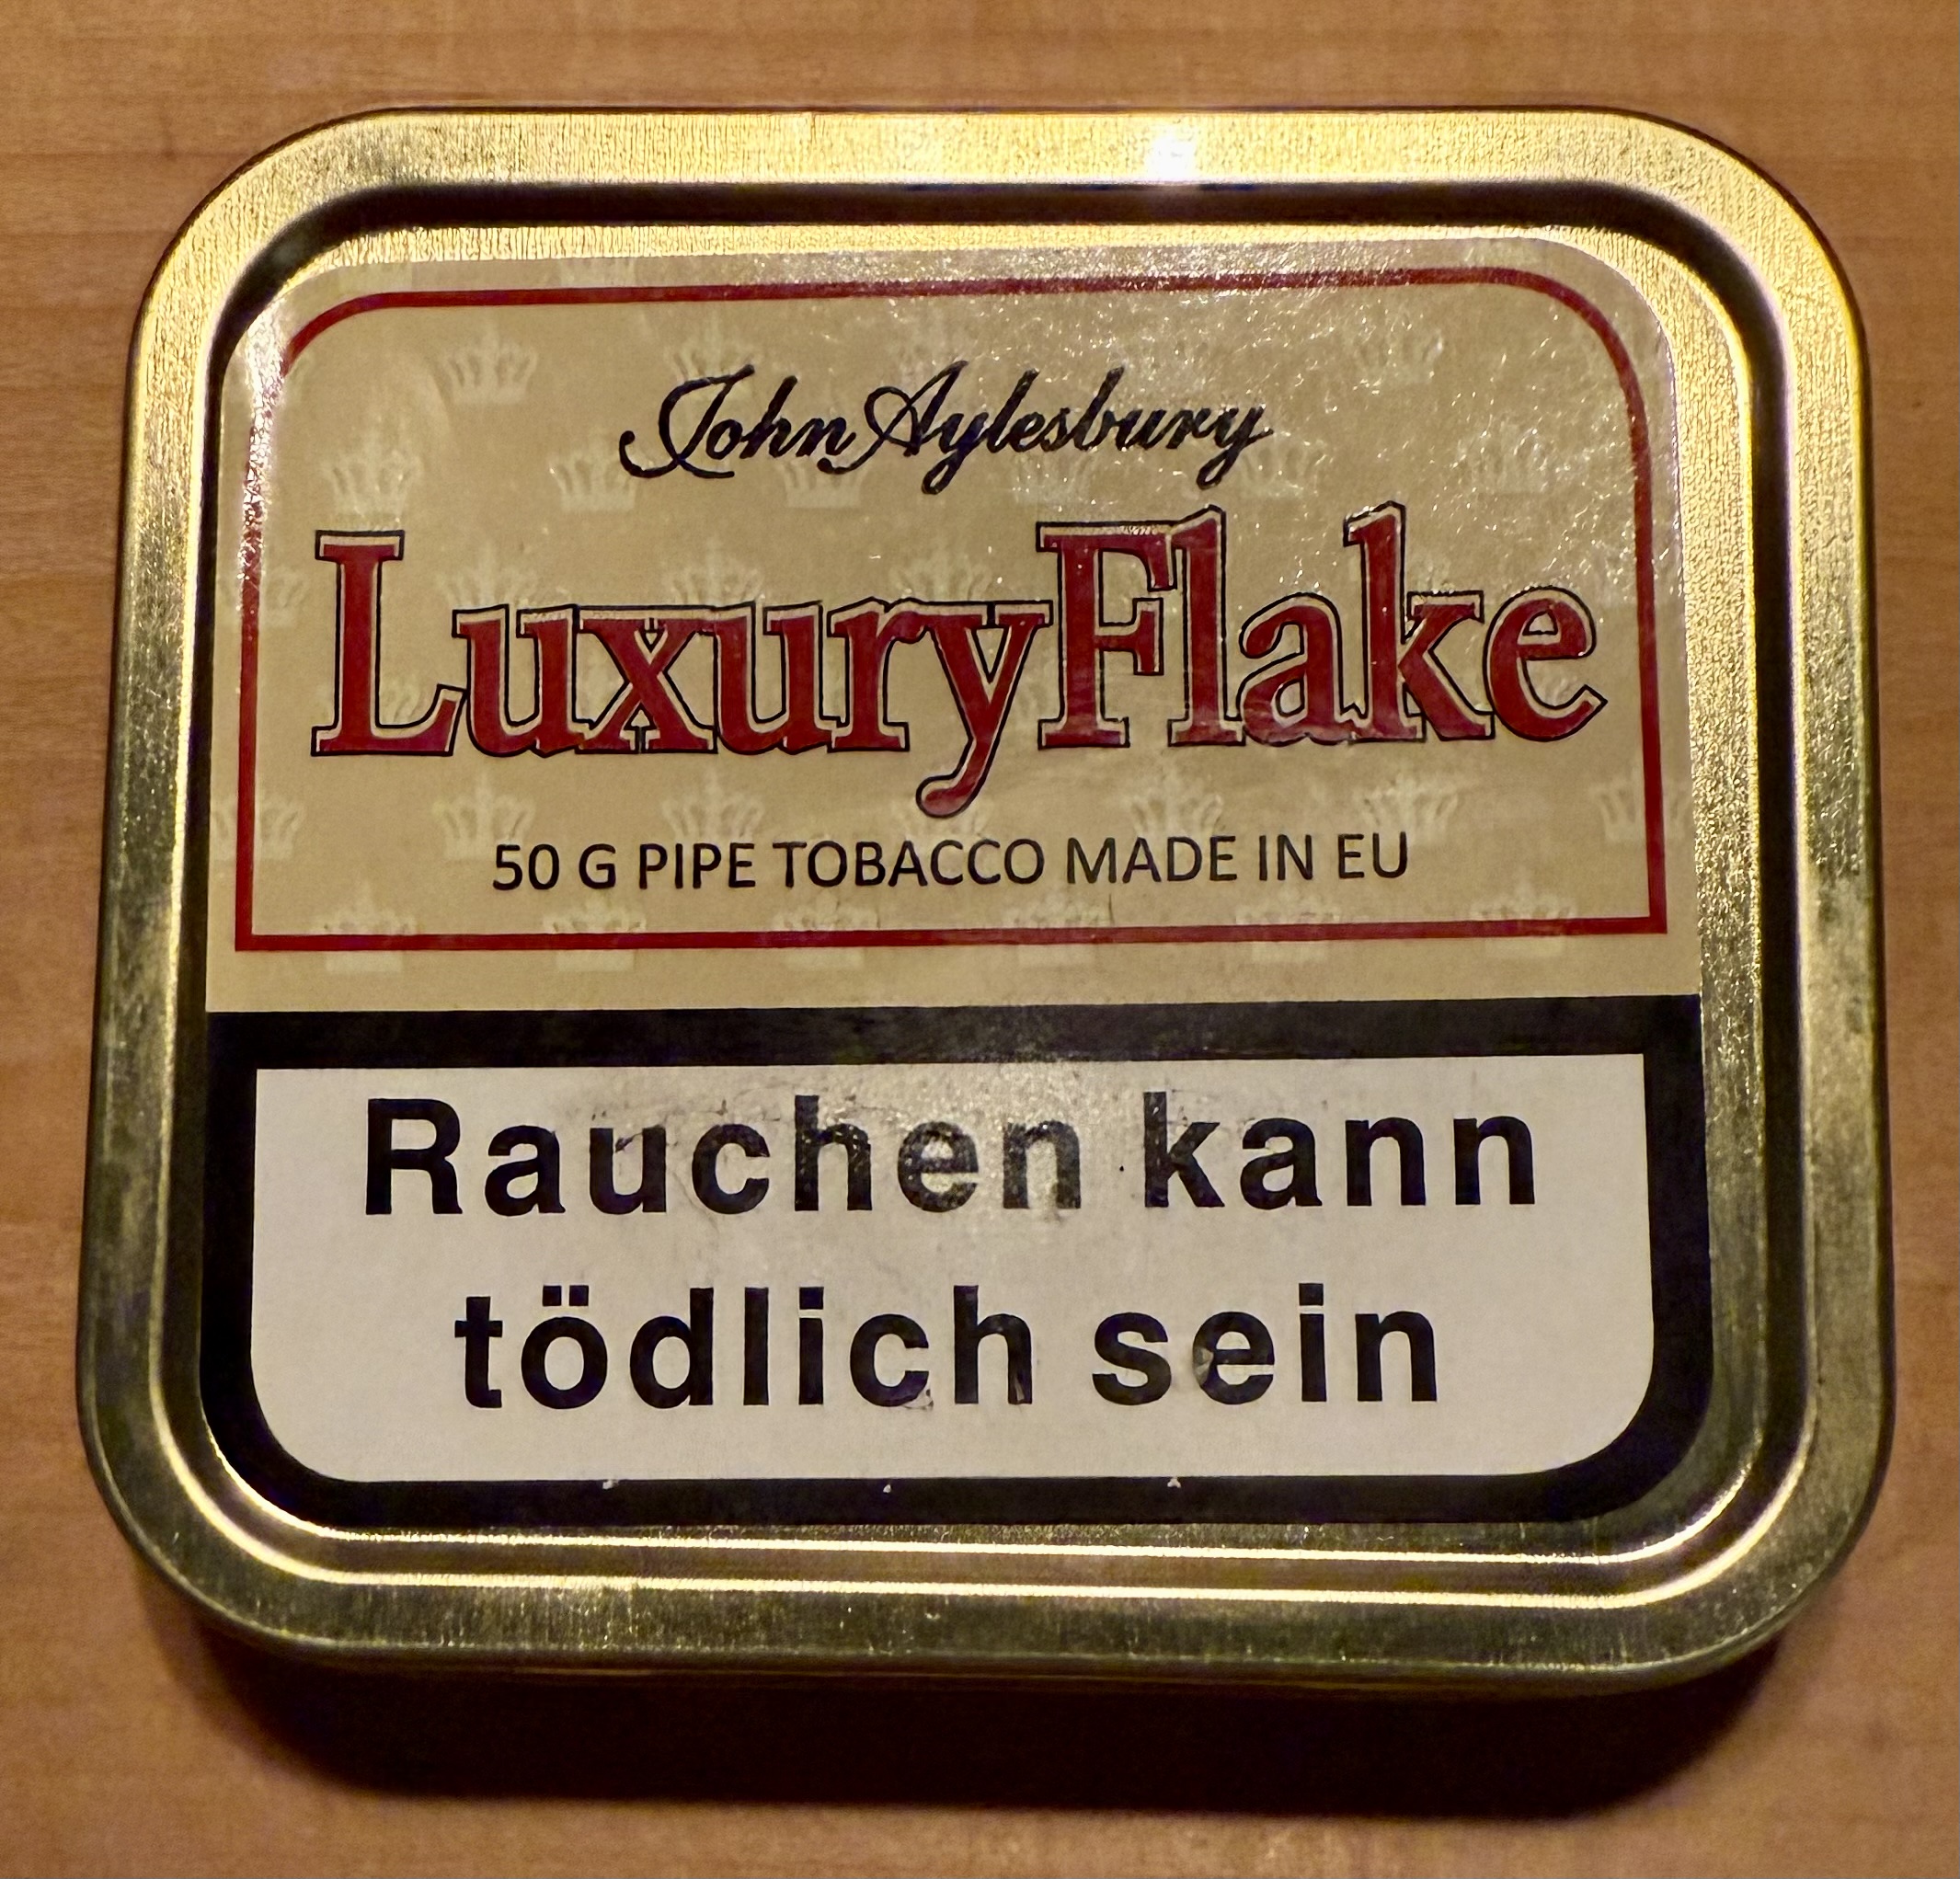 John Aylesbury
LuxuryFlake
50 G PIPE TOBACCO MADE IN EU
Rauchen kann
tödlich sein